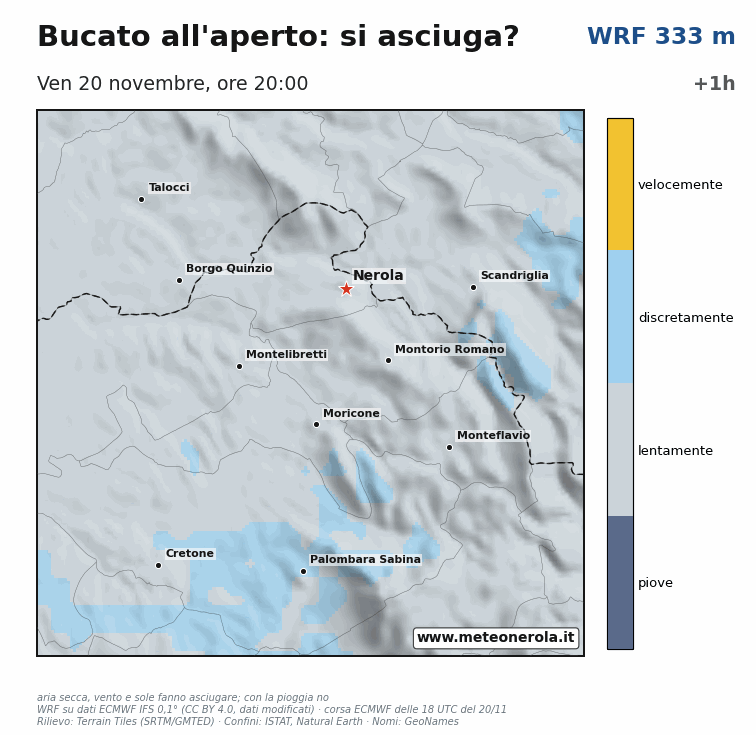 Bucato all'aperto: si asciuga?
WRF 333 m
Ven 20 novembre, ore 20:00
+1h
Talocci
Borgo Quinzio
Nerola
Scandriglia
Montelibretti
Montorio Romano
Moricone
Monteflavio
Cretone
Palombara Sabina
www.meteonerola.it
velocemente
discretamente
lentamente
piove
aria secca, vento e sole fanno asciugare; con la pioggia no
WRF su dati ECMWF IFS 0,1° (CC BY 4.0, dati modificati) · corsa ECMWF delle 18 UTC del 20/11
Rilievo: Terrain Tiles (SRTM/GMTED) · Confini: ISTAT, Natural Earth · Nomi: GeoNames